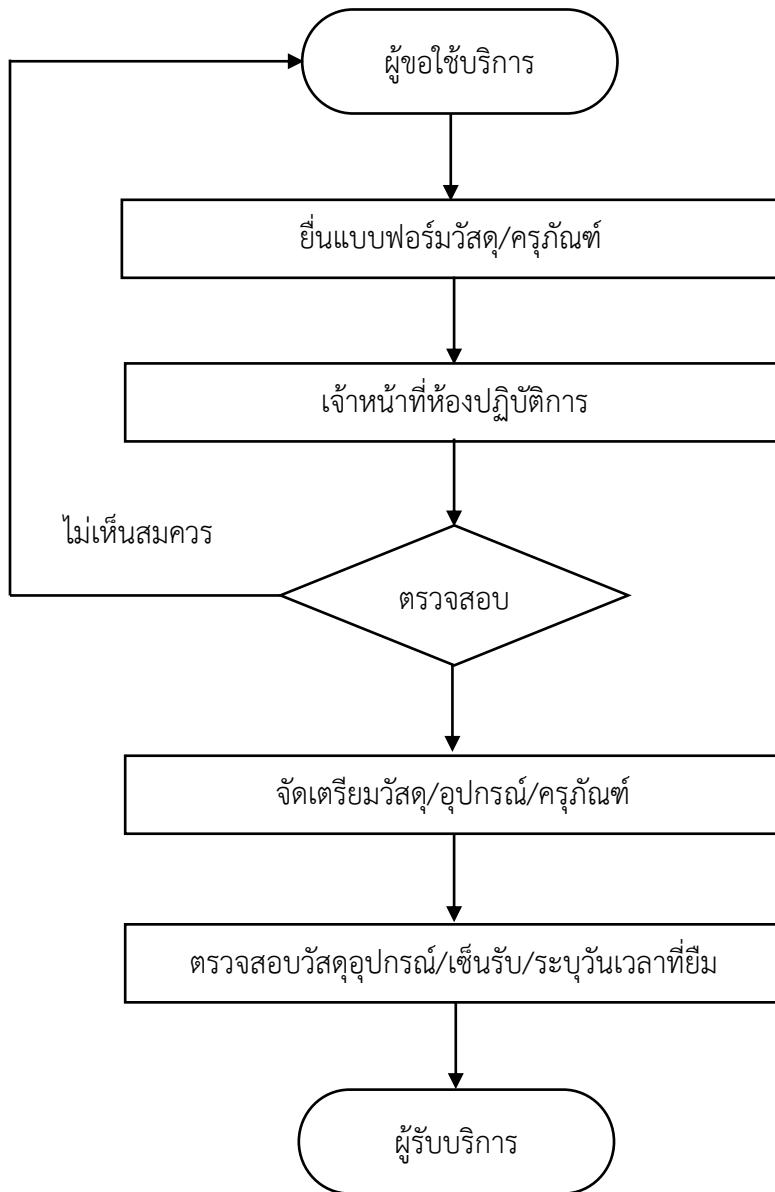 ผู้ขอใช้บริการ
ยื่นแบบฟอร์มวัสดุ/ครุภัณฑ์
เจ้าหน้าที่ห้องปฏิบัติการ
ไม่เห็นสมควร
ตรวจสอบ
จัดเตรียมวัสดุ/อุปกรณ์/ครุภัณฑ์
ตรวจสอบวัสดุอุปกรณ์/เซ็นรับ/ระบุวันเวลาที่ยืม
ผู้รับบริการ